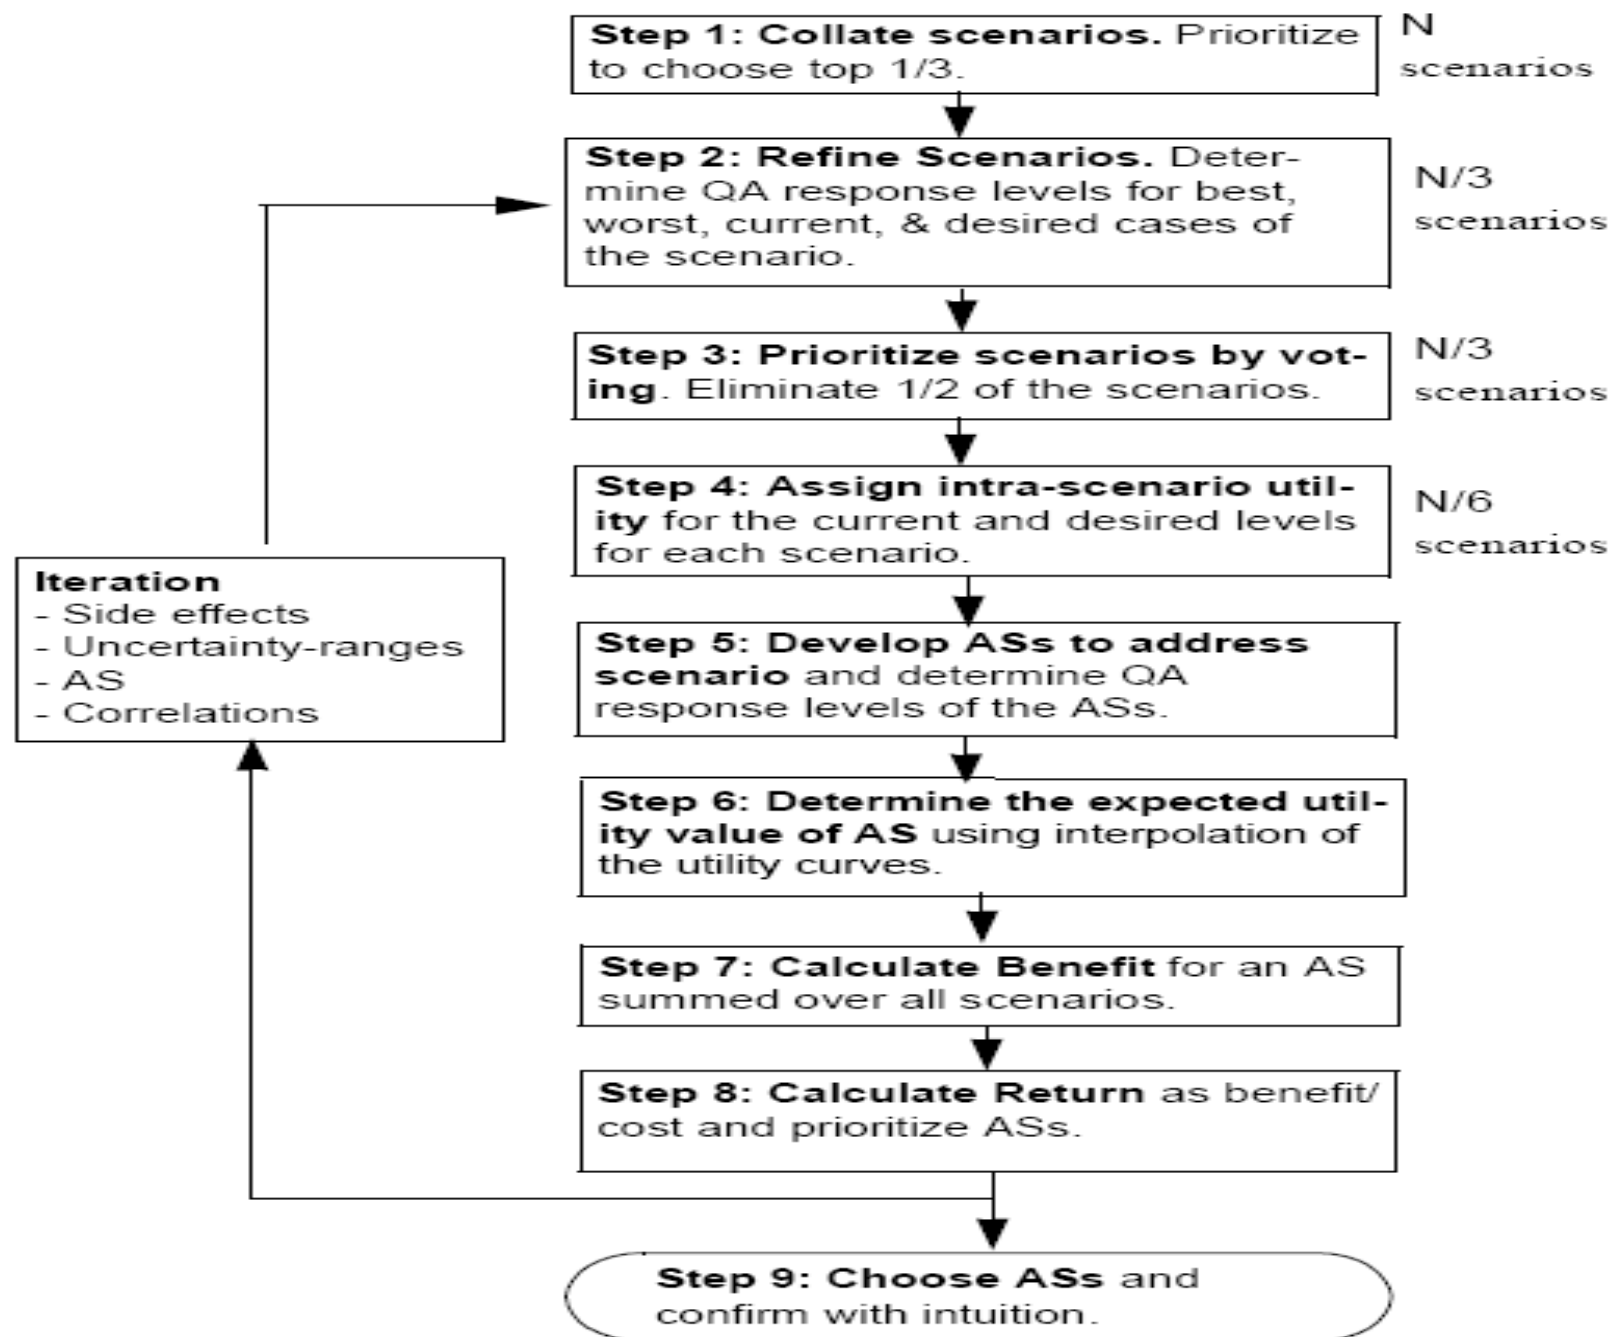 Step 1: Collate scenarios. Prioritize
to choose top 1/3.
N
scenarios
Step 2: Refine Scenarios. Deter-
mine QA response levels for best,
worst, current, & desired cases of
the scenario.
N/3
scenarios
Step 3: Prioritize scenarios by vot-
ing. Eliminate 1/2 of the scenarios.
N/3
scenarios
Step 4: Assign intra-scenario util-
ity for the current and desired levels
for each scenario.
N/6
scenarios
Iteration
- Side effects
- Uncertainty-ranges
- AS
- Correlations
Step 5: Develop ASs to address
scenario and determine QA
response levels of the ASs.
Step 6: Determine the expected util-
ity value of AS using interpolation of
the utility curves.
Step 7: Calculate Benefit for an AS
summed over all scenarios.
Step 8: Calculate Return as benefit/
cost and prioritize ASs.
Step 9: Choose ASs and
confirm with intuition.